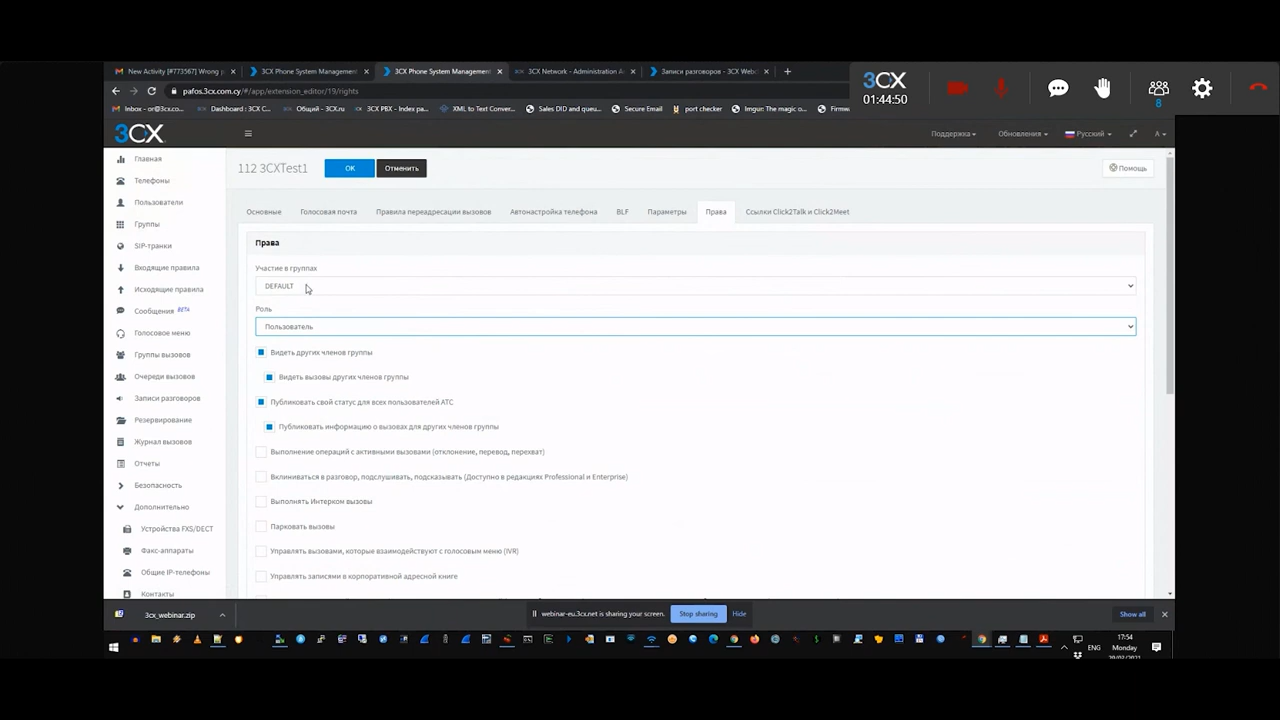 New Activity [#773567] Wrong p
3CX Phone System Management
3CX Phone System Management
3CX Network - Administration A
Записи разговоров - 3CX Webc
3CX
01:44:50
8
pafos.3cx.com.cy/#/app/extension_editor/19/rights
Inbox - or@3cx.co...
Dashboard : 3CX C...
Общий - 3CX.ru
3CX PBX - Index pa...
XML to Text Conver...
Sales DID and queu...
Secure Email
port checker
Imgur: The magic o...
Firmw
3CX
Поддержка
Обновления
Русский
A
Главная
Телефоны
Пользователи
Группы
SIP-транки
Входящие правила
Исходящие правила
Сообщения BETA
Голосовое меню
Группы вызовов
Очереди вызовов
Записи разговоров
Резервирование
Журнал вызовов
Отчеты
Безопасность
Дополнительно
Устройства FXS/DECT
Факс-аппараты
Общие IP-телефоны
Контакты
112 3CXTest1
OK
Отменить
Помощь
Основные
Голосовая почта
Правила переадресации вызовов
Автонастройка телефона
BLF
Параметры
Права
Ссылки Click2Talk и Click2Meet
Права
Участие в группах
DEFAULT
Роль
Пользователь
Видеть других членов группы
Видеть вызовы других членов группы
Публиковать свой статус для всех пользователей АТС
Публиковать информацию о вызовах для других членов группы
Выполнение операций с активными вызовами (отклонение, перевод, перехват)
Вклиниваться в разговор, подслушивать, подсказывать (Доступно в редакциях Professional и Enterprise)
Выполнять Интерком вызовы
Парковать вызовы
Управлять вызовами, которые взаимодействуют с голосовым меню (IVR)
Управлять записями в корпоративной адресной книге
3cx_webinar.zip
webinar-eu.3cx.net is sharing your screen.
Stop sharing
Hide
Show all
ENG
17:54
Monday